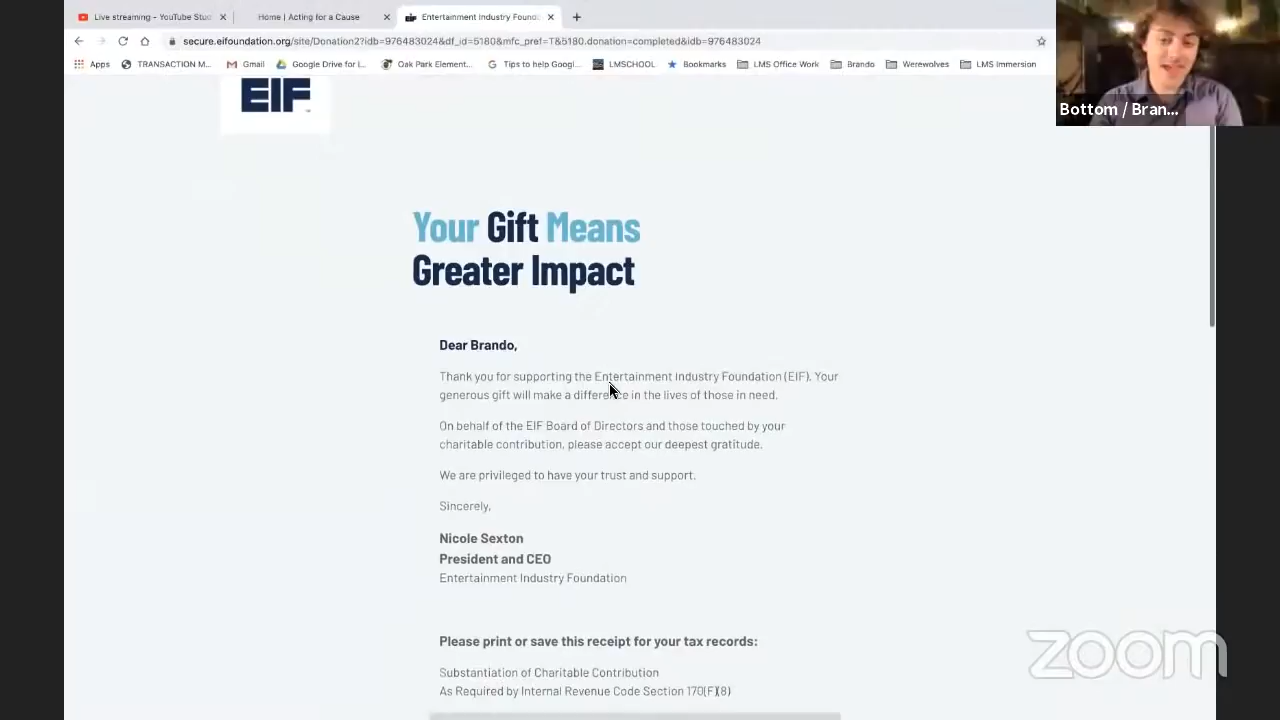 Live streaming - YouTube Stud
Home | Acting for a Cause
Entertainment Industry Found
secure.eifoundation.org/site/Donation2?idb=976483024&df_id=5180&mfc_pref=T&5180.donation=completed&idb=976483024
Apps
TRANSACTION M...
Gmail
Google Drive for I...
Oak Park Element...
Tips to help Googl...
LMSCHOOL
Bookmarks
LMS Office Work
Brando
Werewolves
LMS Immersion
Bottom / Bran...
EIF
Your Gift Means
Greater Impact
Dear Brando,
Thank you for supporting the Entertainment Industry Foundation (EIF). Your
generous gift will make a difference in the lives of those in need.
On behalf of the EIF Board of Directors and those touched by your
charitable contribution, please accept our deepest gratitude.
We are privileged to have your trust and support.
Sincerely,
Nicole Sexton
President and CEO
Entertainment Industry Foundation
Please print or save this receipt for your tax records:
Substantiation of Charitable Contribution
As Required by Internal Revenue Code Section 170(F)(8)
zoom